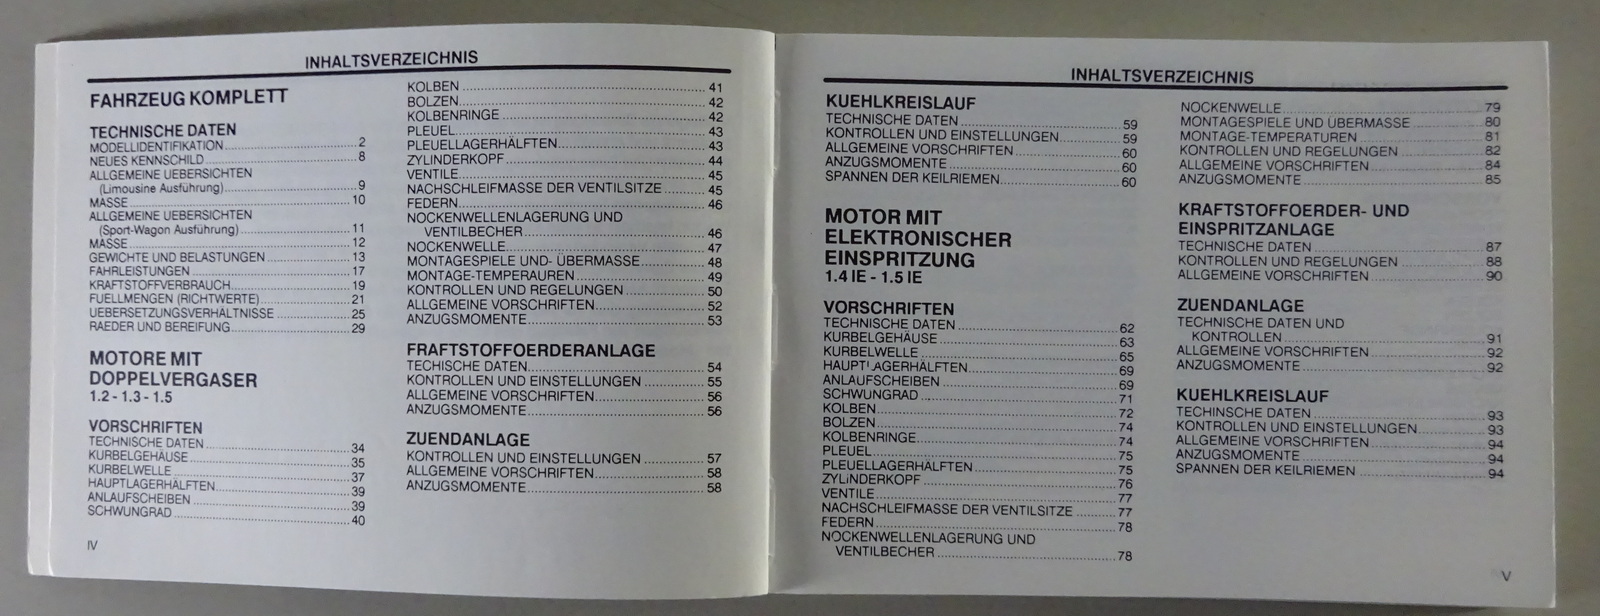 INHALTSVERZEICHNIS
FAHRZEUG KOMPLETT
TECHNISCHE DATEN
MODELLIDENTIFIKATION 2
NEUES KENNSCHILD 8
ALLGEMEINE UEBERSICHTEN
(Limousine Ausführung) 9
MASSE 10
ALLGEMEINE UEBERSICHTEN
(Sport-Wagon Ausführung) 11
MASSE 12
GEWICHTE UND BELASTUNGEN 13
FAHRLEISTUNGEN 17
KRAFTSTOFFVERBRAUCH 19
FUELLMENGEN (RICHTWERTE) 21
UEBERSETZUNGSVERHÄLTNISSE 25
RAEDER UND BEREIFUNG 29
MOTORE MIT
DOPPELVERGASER
1.2 - 1.3 - 1.5
VORSCHRIFTEN
TECHNISCHE DATEN 34
KURBELGEHÄUSE 35
KURBELWELLE 37
HAUPTLAGERHÄLFTEN 39
ANLAUFSCHEIBEN 39
SCHWUNGRAD 40
IV
KOLBEN 41
BOLZEN 42
KOLBENRINGE 42
PLEUEL 43
PLEUELLAGERHÄLFTEN 43
ZYLINDERKOPF 44
VENTILE 45
NACHSCHLEIFMASSE DER VENTILSITZE 45
FEDERN 46
NOCKENWELLENLAGERUNG UND
VENTILBECHER 46
NOCKENWELLE 47
MONTAGESPIELE UND- ÜBERMASSE 48
MONTAGE-TEMPERAUREN 49
KONTROLLEN UND REGELUNGEN 50
ALLGEMEINE VORSCHRIFTEN 52
ANZUGSMOMENTE 53
FRAFTSTOFFOERDERANLAGE
TECHISCHE DATEN 54
KONTROLLEN UND EINSTELLUNGEN 55
ALLGEMEINE VORSCHRIFTEN 56
ANZUGSMOMENTE 56
ZUENDANLAGE
KONTROLLEN UND EINSTELLUNGEN 57
ALLGEMEINE VORSCHRIFTEN 58
ANZUGSMOMENTE 58
INHALTSVERZEICHNIS
KUEHLKREISLAUF
TECHNISCHE DATEN 59
KONTROLLEN UND EINSTELLUNGEN 59
ALLGEMEINE VORSCHRIFTEN 60
ANZUGSMOMENTE 60
SPANNEN DER KEILRIEMEN 60
MOTOR MIT
ELEKTRONISCHER
EINSPRITZUNG
1.4 IE - 1.5 IE
VORSCHRIFTEN
TECHNISCHE DATEN 62
KURBELGEHÄUSE 63
KURBELWELLE 65
HAUPTLAGERHÄLFTEN 69
ANLAUFSCHEIBEN 69
SCHWUNGRAD 71
KOLBEN 72
BOLZEN 74
KOLBENRINGE 74
PLEUEL 75
PLEUELLAGERHÄLFTEN 75
ZYLINDERKOPF 76
VENTILE 77
NACHSCHLEIFMASSE DER VENTILSITZE 77
FEDERN 78
NOCKENWELLENLAGERUNG UND
VENTILBECHER 78
NOCKENWELLE 79
MONTAGESPIELE UND ÜBERMASSE 80
MONTAGE-TEMPERATUREN 81
KONTROLLEN UND REGELUNGEN 82
ALLGEMEINE VORSCHRIFTEN 84
ANZUGSMOMENTE 85
KRAFTSTOFFOERDER- UND
EINSPRITZANLAGE
TECHNISCHE DATEN 87
KONTROLLEN UND REGELUNGEN 88
ALLGEMEINE VORSCHRIFTEN 90
ZUENDANLAGE
TECHNISCHE DATEN UND
KONTROLLEN 91
ALLGEMEINE VORSCHRIFTEN 92
ANZUGSMOMENTE 92
KUEHLKREISLAUF
TECHINSCHE DATEN 93
KONTROLLEN UND EINSTELLUNGEN 93
ALLGEMEINE VORSCHRIFTEN 94
ANZUGSMOMENTE 94
SPANNEN DER KEILRIEMEN 94
V